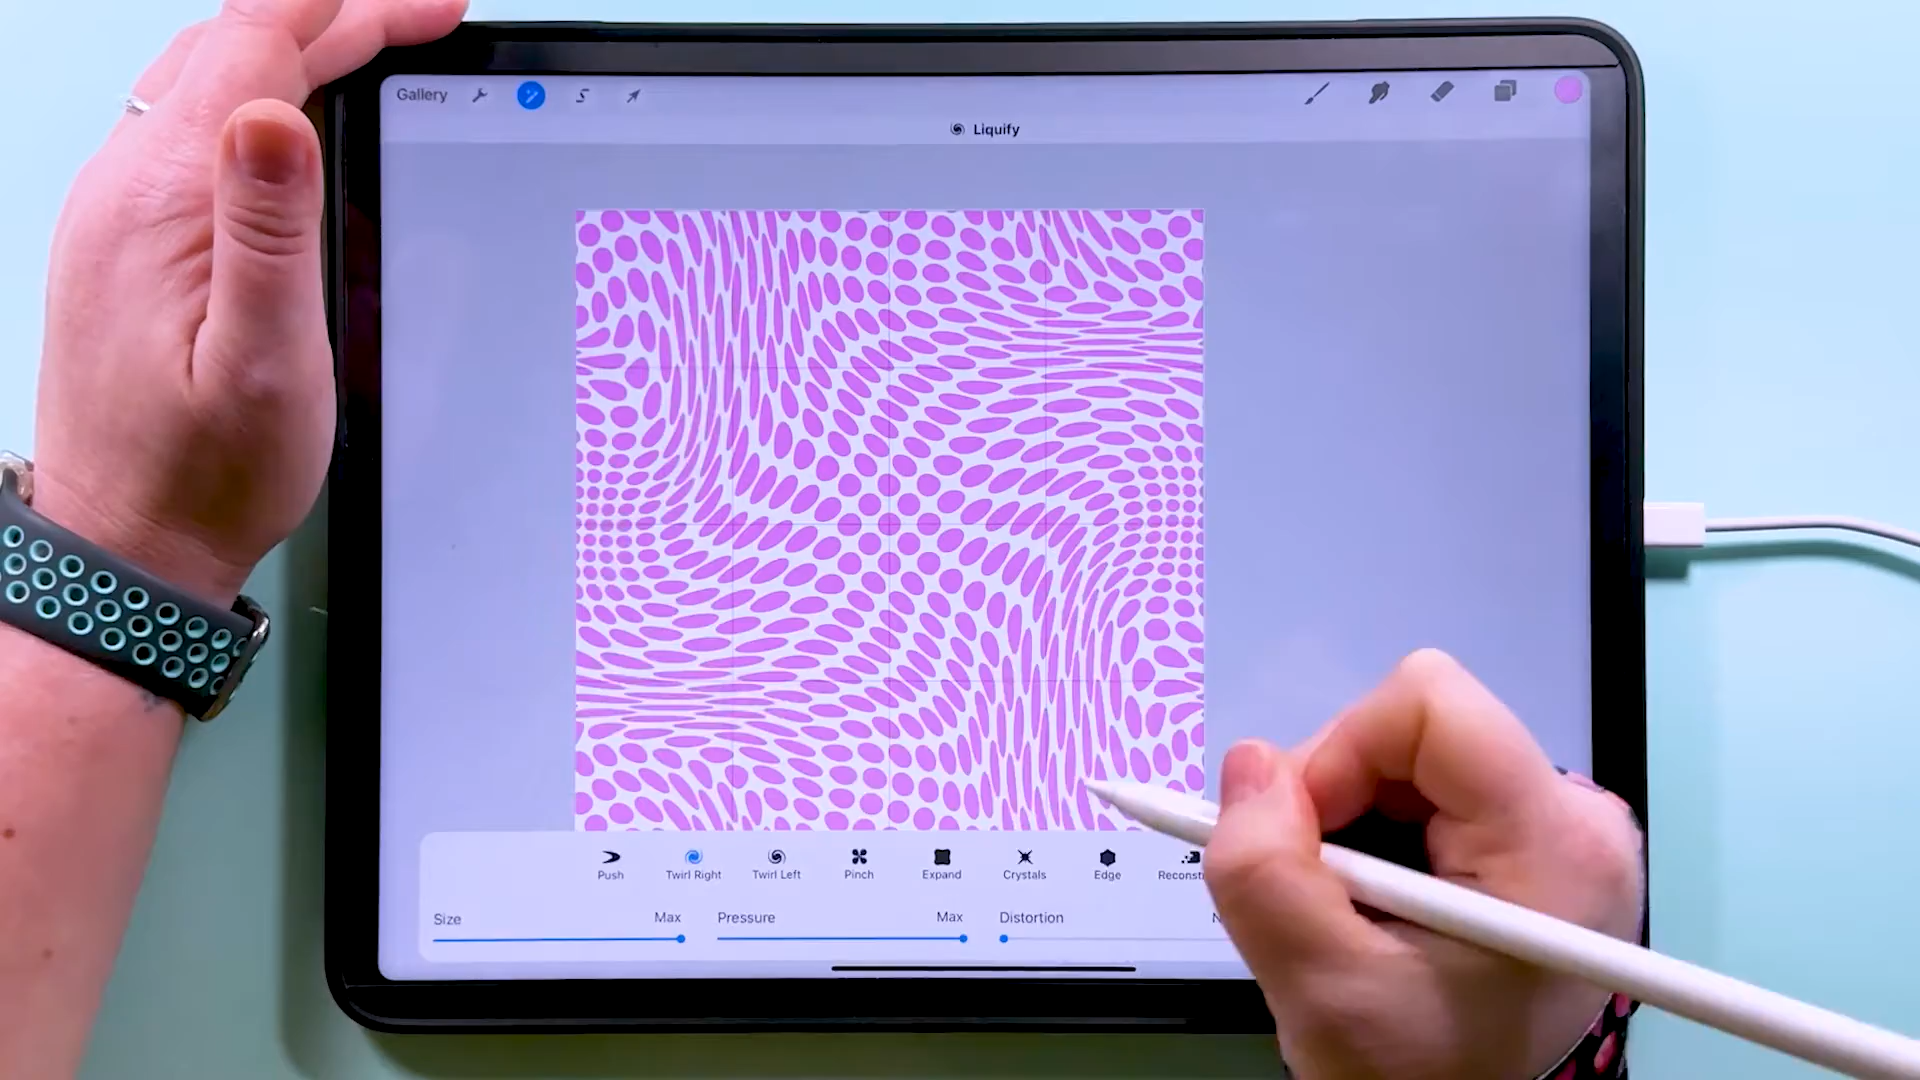 Gallery
Liquify
Push Twirl Right Twirl Left Pinch Expand Crystals Edge
Size Max Pressure Max Distortion